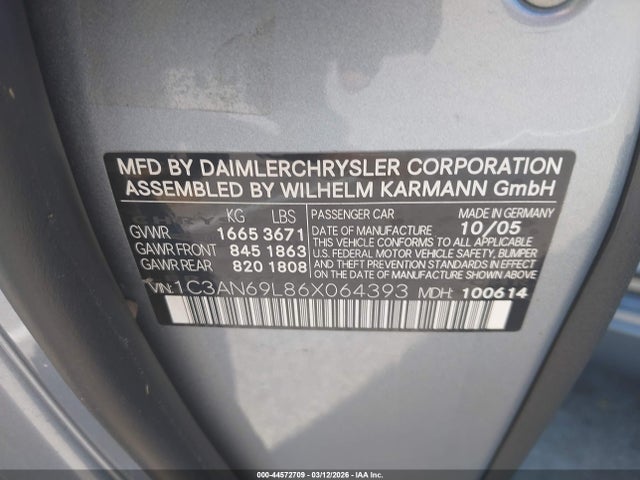 MFD BY DAIMLERCHRYSLER CORPORATION
ASSEMBLED BY WILHELM KARMANN GmbH
KG LBS
GVWR 1665 3671
GAWR FRONT 845 1863
GAWR REAR 820 1808
PASSENGER CAR MADE IN GERMANY
DATE OF MANUFACTURE 10/05
THIS VEHICLE CONFORMS TO ALL APPLICABLE
U.S.A. FEDERAL MOTOR VEHICLE SAFETY, BUMPER
AND THEFT PREVENTION STANDARDS IN EFFECT
ON THE DATE OF MANUFACTURE SHOWN ABOVE.
VIN: 1C3AN69L86X064393 MDH: 100614
000-44572709 - 03/12/2026 - COPART.